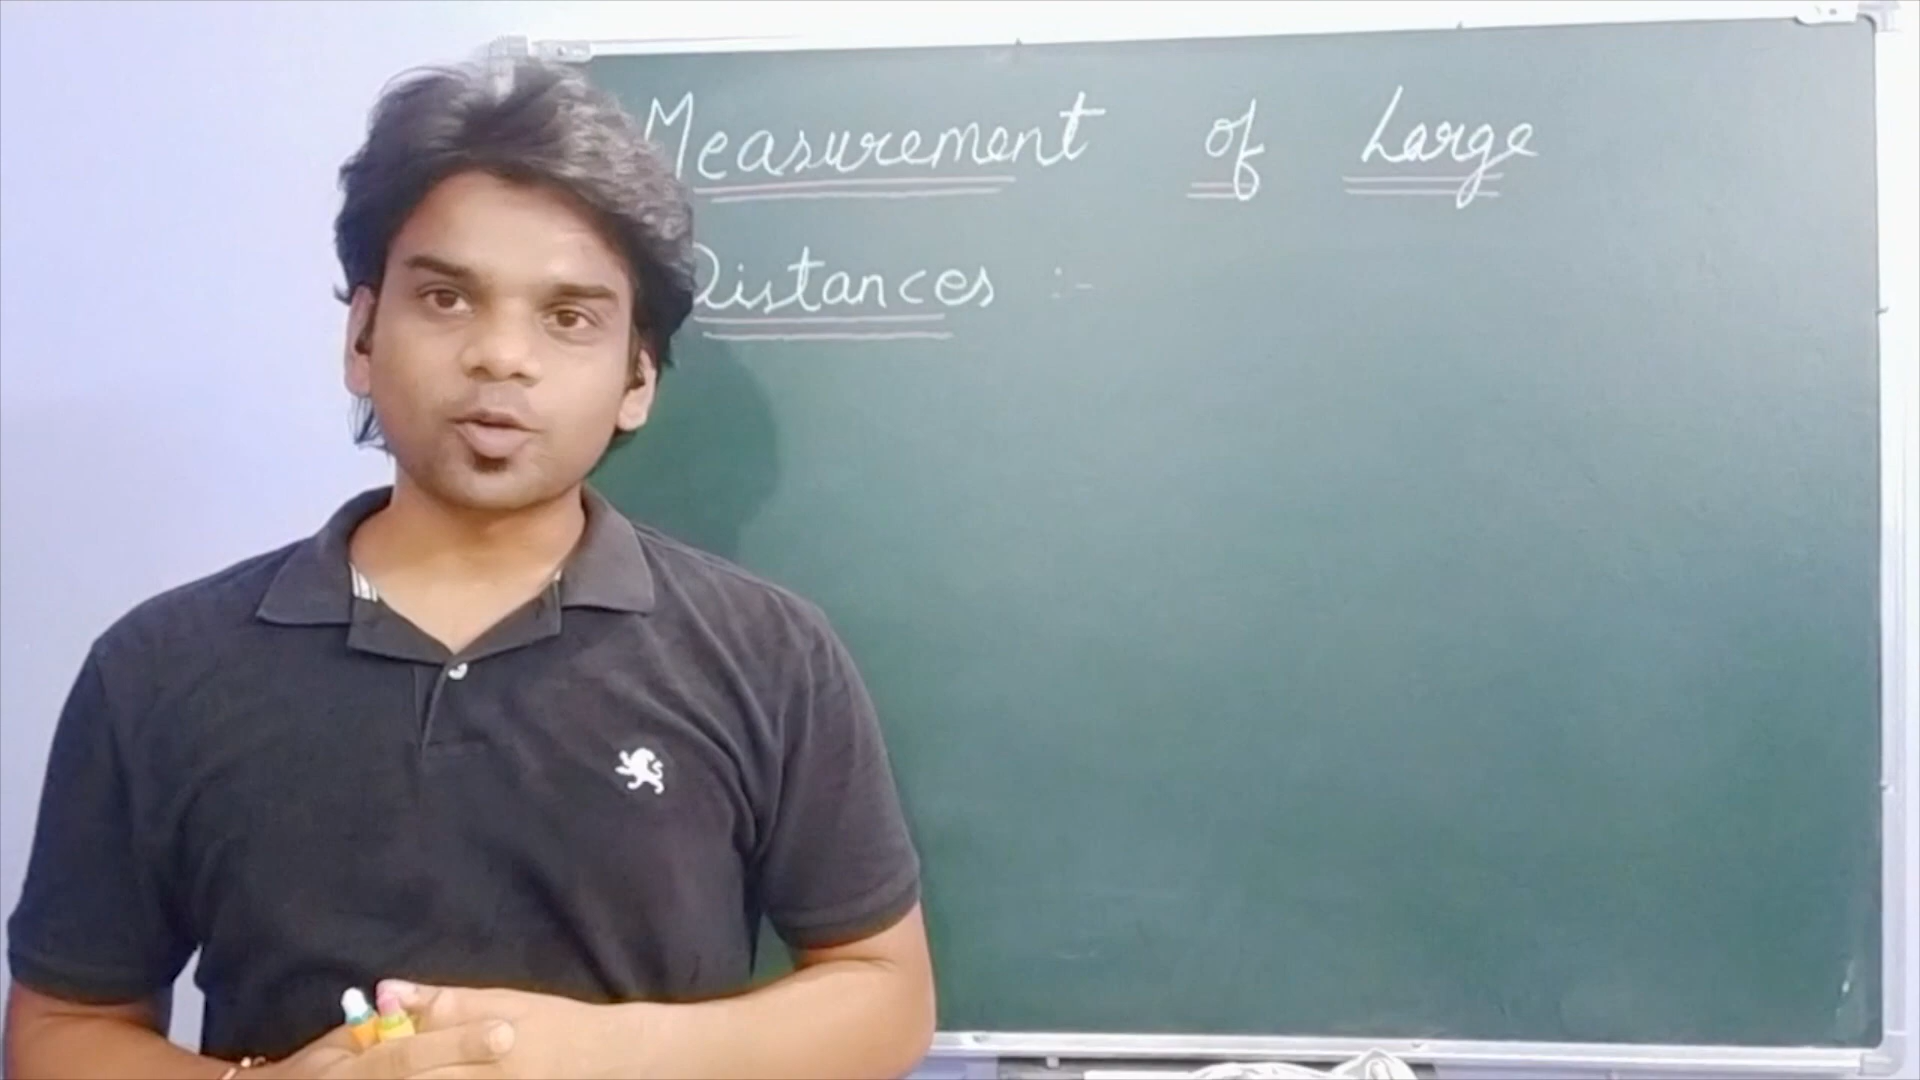 Measurement of Large
Distances :-